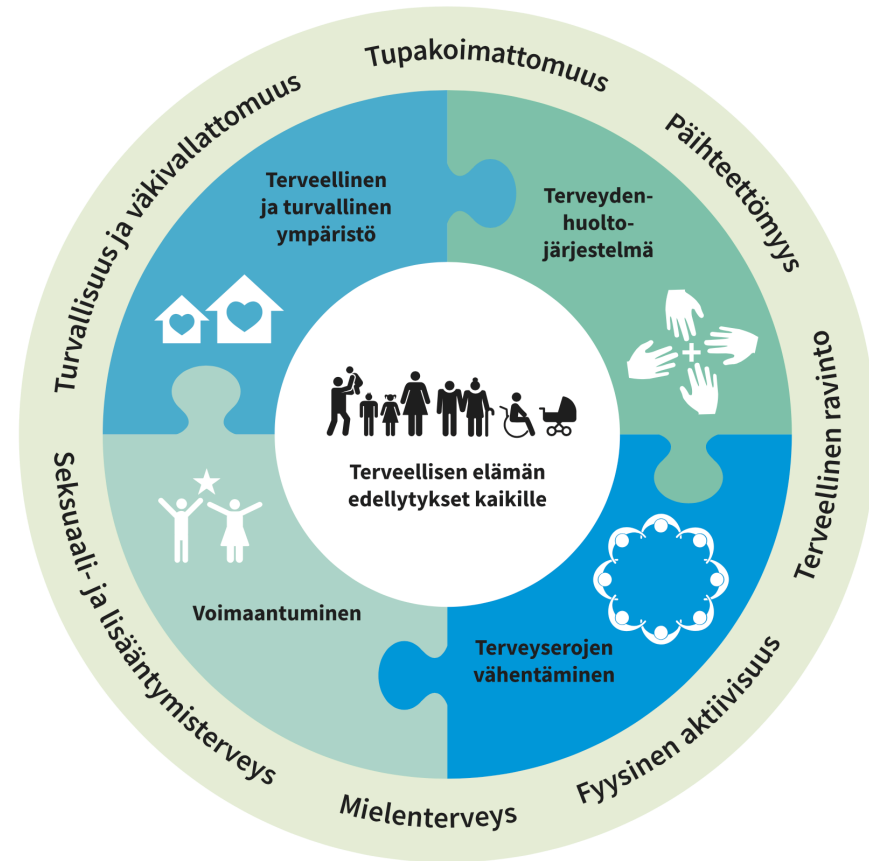 Tupakoimattomuus
Päihteettömyys
Terveellinen ravinto
Fyysinen aktiivisuus
Mielenterveys
Seksuaali- ja lisääntymisterveys
Turvallisuus ja väkivallattomuus
Terveellinen
ja turvallinen
ympäristö
Terveyden-
huolto-
järjestelmä
Terveellisen elämän
edellytykset kaikille
Voimaantuminen
Terveyserojen
vähentäminen